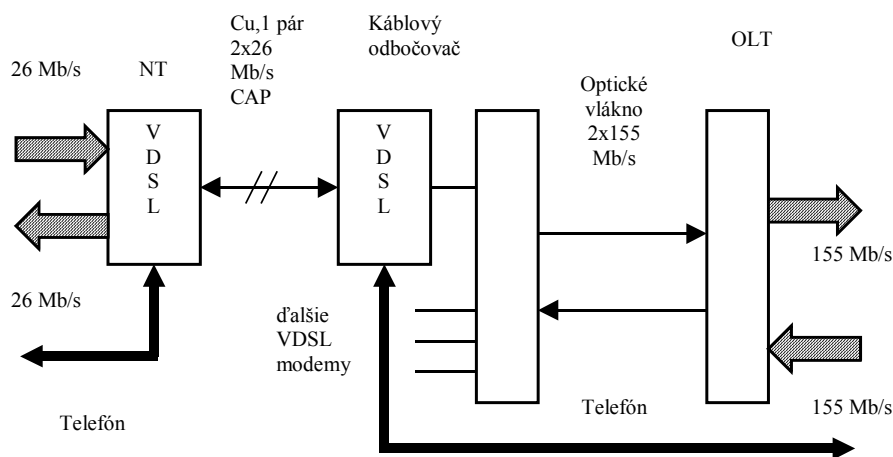 Cu,1 pár
2x26
Mb/s
CAP
Káblový
odbočovač
OLT
26 Mb/s
NT
Optické
vlákno
2x155
Mb/s
V
D
S
L
V
D
S
L
155 Mb/s
26 Mb/s
ďalšie
VDSL
modemy
Telefón
Telefón
155 Mb/s